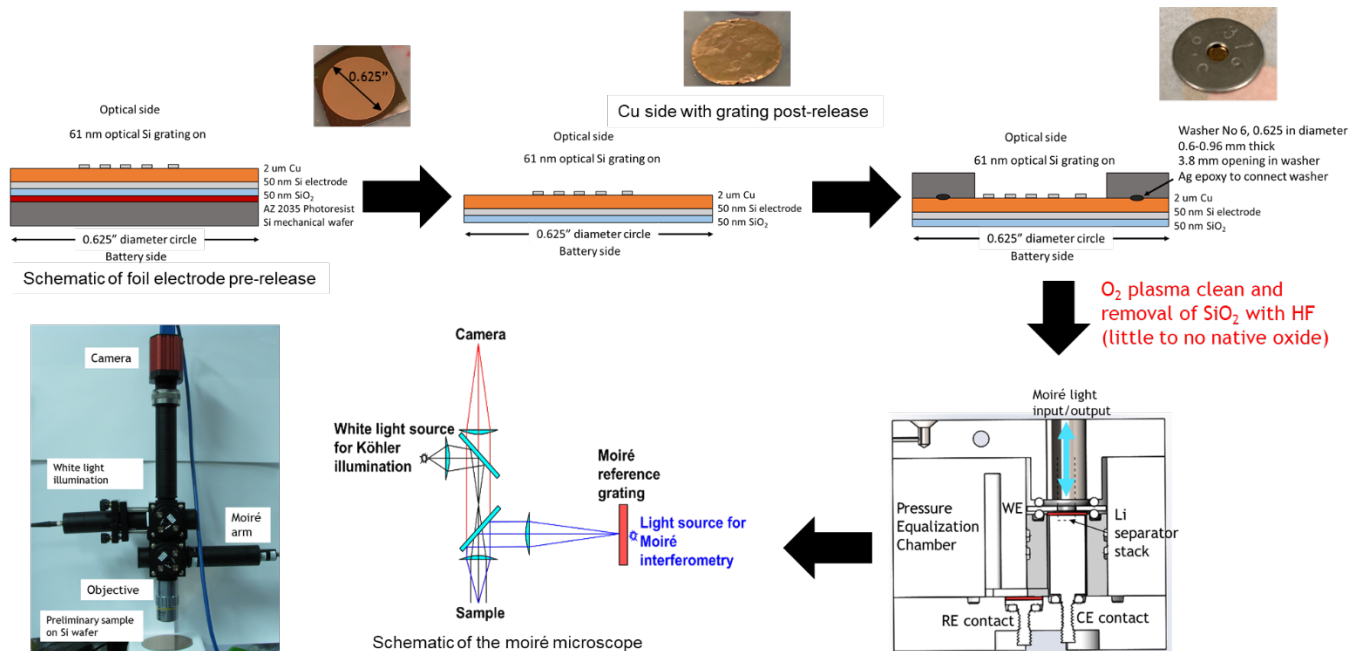 0.625"
Optical side
61 nm optical Si grating on
2 um Cu
50 nm Si electrode
50 nm SiO₂
AZ 2035 Photoresist
Si mechanical wafer
0.625" diameter circle
Battery side
Schematic of foil electrode pre-release
Cu side with grating post-release
Optical side
61 nm optical Si grating on
2 um Cu
50 nm Si electrode
50 nm SiO₂
0.625" diameter circle
Battery side
Optical side
61 nm optical Si grating on
Washer No 6, 0.625 in diameter
0.6-0.96 mm thick
3.8 mm opening in washer
Ag epoxy to connect washer
2 um Cu
50 nm Si electrode
50 nm SiO₂
0.625" diameter circle
Battery side
O₂ plasma clean and
removal of SiO₂ with HF
(little to no native oxide)
Moiré light
input/output
Pressure
Equalization
Chamber
WE
Li
separator
stack
RE contact
CE contact
Camera
White light source
for Köhler
illumination
Moiré
reference
grating
Light source for
Moiré
interferometry
Sample
Schematic of the moiré microscope
Camera
White light
illumination
Moiré
arm
Objective
Preliminary sample
on Si wafer